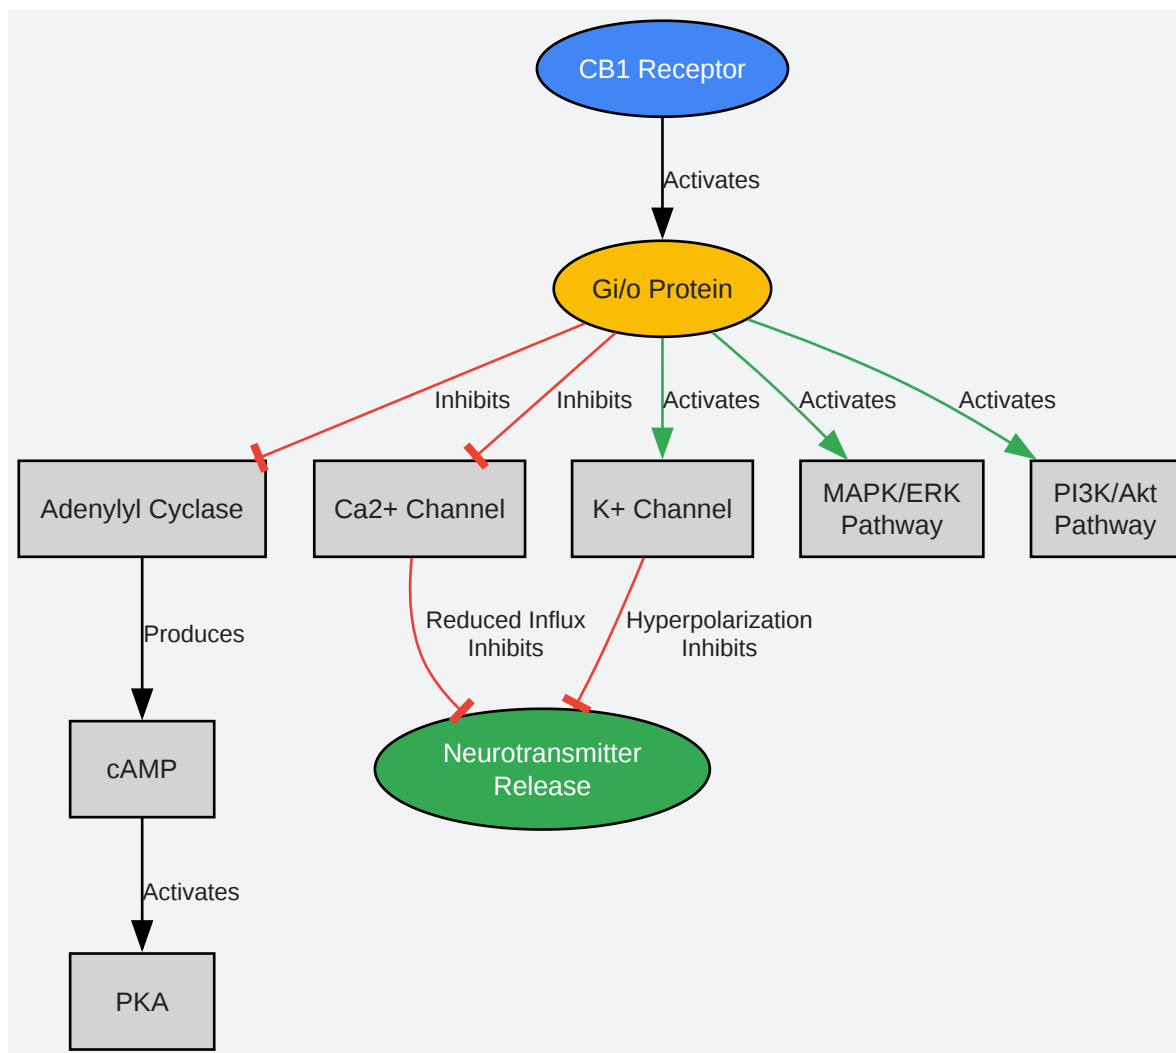 CB1 Receptor
Activates
Gi/o Protein
Inhibits
Inhibits
Activates
Activates
Activates
Adenylyl Cyclase
Ca2+ Channel
K+ Channel
MAPK/ERK
Pathway
PI3K/Akt
Pathway
Produces
Reduced Influx
Inhibits
Hyperpolarization
Inhibits
cAMP
Neurotransmitter
Release
Activates
PKA